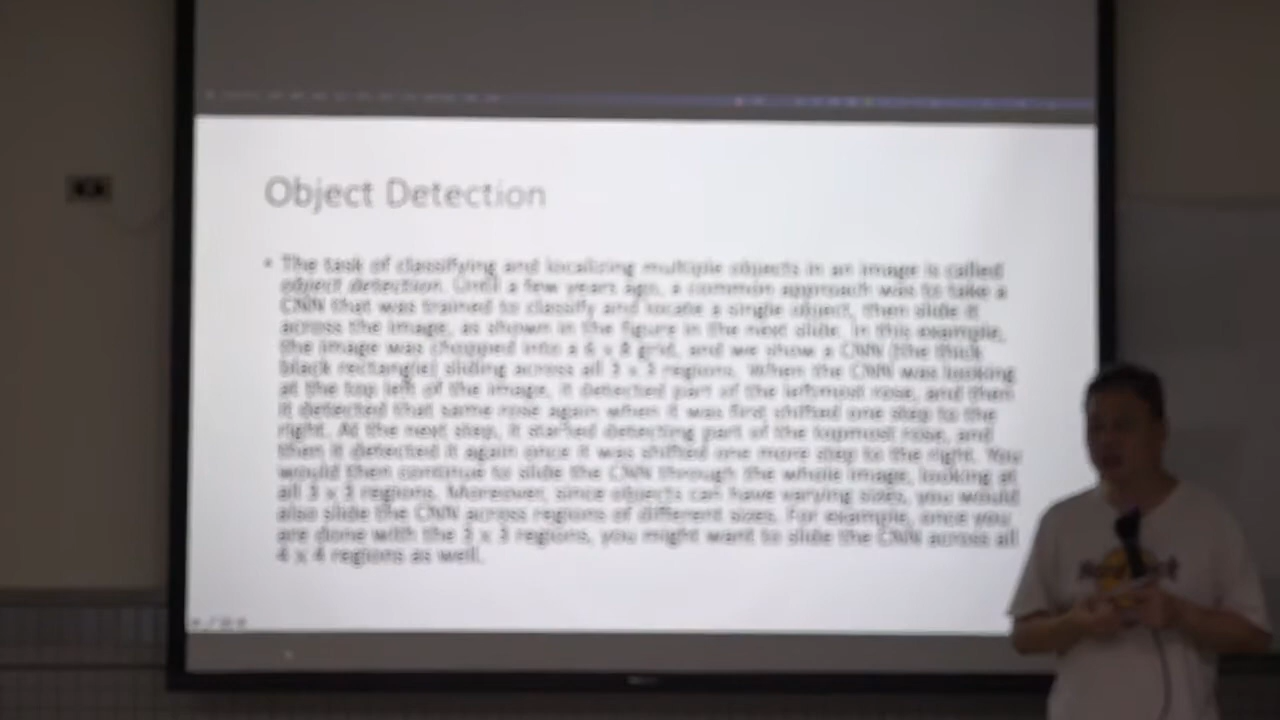 Object Detection
• The task of classifying and localizing multiple objects in an image is called
object detection. Until a few years ago, a common approach was to take a
CNN that was trained to classify and locate a single object, then slide it
across the image, as shown in the figure in the next slide. In this example,
the image was chopped into a 6 x 8 grid, and we show a CNN (the thick
black rectangle) sliding across all 3 x 3 regions. When the CNN was looking
at the top left of the image, it detected part of the leftmost rose, and then
it detected that same rose again when it was first shifted one step to the
right. At the next step, it started detecting part of the topmost rose, and
then it detected it again once it was shifted one more step to the right. You
would then continue to slide the CNN through the whole image, looking at
all 3 x 3 regions. Moreover, since objects can have varying sizes, you would
also slide the CNN across regions of different sizes. For example, once you
are done with the 3 x 3 regions, you might want to slide the CNN across all
4 x 4 regions as well.